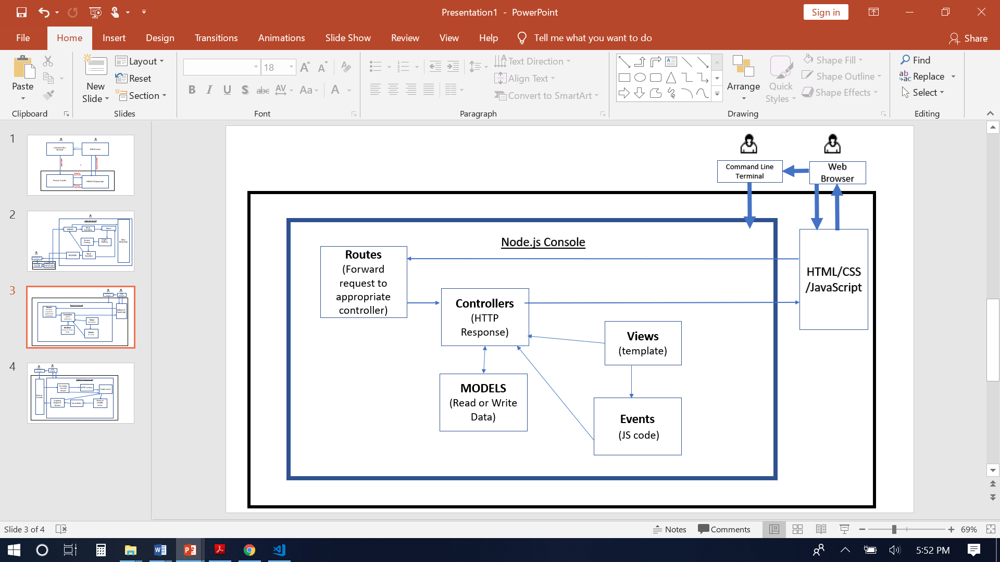 Presentation1 - PowerPoint
Sign in
File
Home
Insert
Design
Transitions
Animations
Slide Show
Review
View
Help
Tell me what you want to do
Share
Paste
Clipboard
New
Slide
Layout
Reset
Section
Slides
18
B I U S abc AV Aa A
Font
Text Direction
Align Text
Convert to SmartArt
Paragraph
Arrange
Quick
Styles
Shape Fill
Shape Outline
Shape Effects
Drawing
Find
Replace
Select
Editing
1
2
3
4
Command Line
Terminal
Web
Browser
Node.js Console
Routes
(Forward
request to
appropriate
controller)
Controllers
(HTTP
Response)
HTML/CSS
/JavaScript
Views
(template)
MODELS
(Read or Write
Data)
Events
(JS code)
Slide 3 of 4
Notes
Comments
69%
5:52 PM